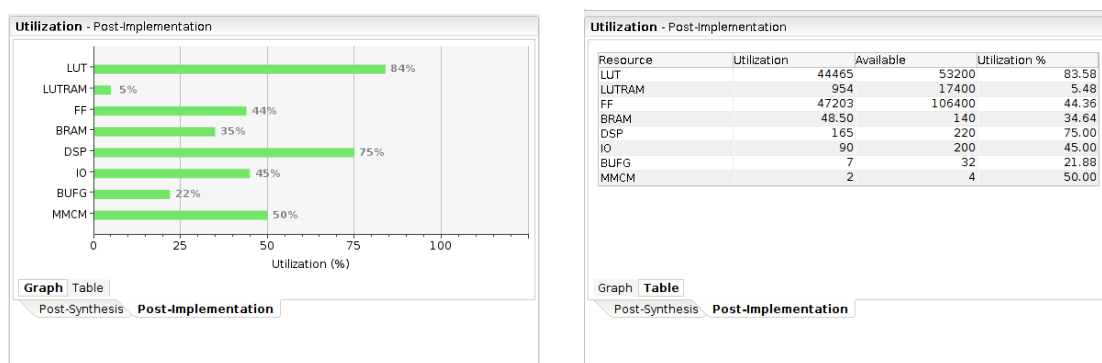 Utilization - Post-Implementation
LUT 84%
LUTRAM 5%
FF 44%
BRAM 35%
DSP 75%
IO 45%
BUFG 22%
MMCM 50%
0 25 50 75 100
Utilization (%)
Graph Table
Post-Synthesis Post-Implementation
Utilization - Post-Implementation
Resource Utilization Available Utilization %
LUT 44465 53200 83.58
LUTRAM 954 17400 5.48
FF 47203 106400 44.36
BRAM 48.50 140 34.64
DSP 165 220 75.00
IO 90 200 45.00
BUFG 7 32 21.88
MMCM 2 4 50.00
Graph Table
Post-Synthesis Post-Implementation